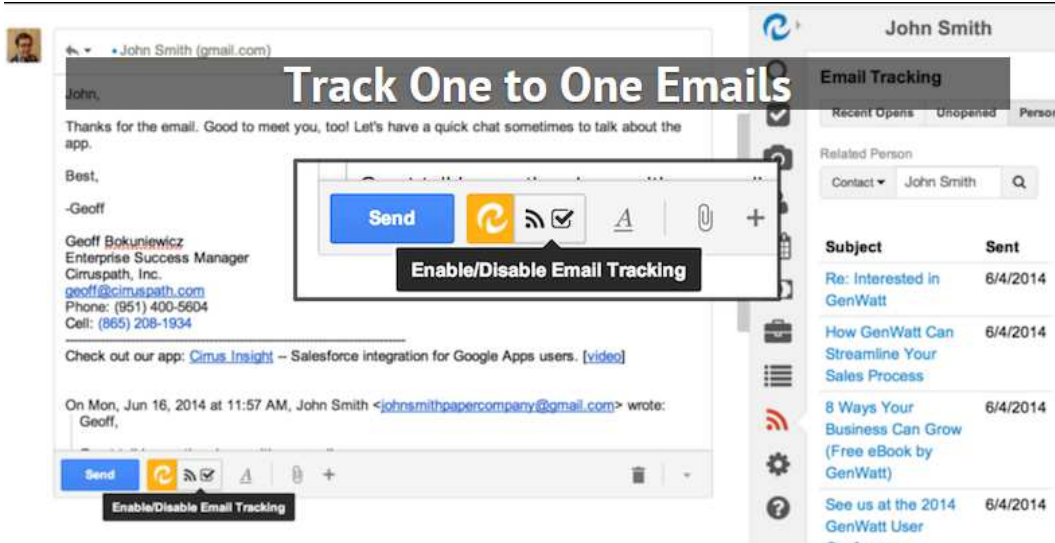 John Smith (gmail.com)
Track One to One Emails
John,
Thanks for the email. Good to meet you, too! Let's have a quick chat sometimes to talk about the
app.
Best,
-Geoff
Geoff Bokuniewicz
Enterprise Success Manager
Cirruspath, Inc.
geoff@cirruspath.com
Phone: (951) 400-5604
Cell: (865) 208-1934
Check out our app: Cirrus Insight -- Salesforce integration for Google Apps users. [video]
On Mon, Jun 16, 2014 at 11:57 AM, John Smith <johnsmithpapercompany@gmail.com> wrote:
Geoff,
Send A
Enable/Disable Email Tracking
Send A
Enable/Disable Email Tracking
John Smith
Email Tracking
Recent Opens Unopened Person
Related Person
Contact John Smith
Subject Sent
Re: Interested in 6/4/2014
GenWatt
How GenWatt Can 6/4/2014
Streamline Your
Sales Process
8 Ways Your 6/4/2014
Business Can Grow
(Free eBook by
GenWatt)
See us at the 2014 6/4/2014
GenWatt User